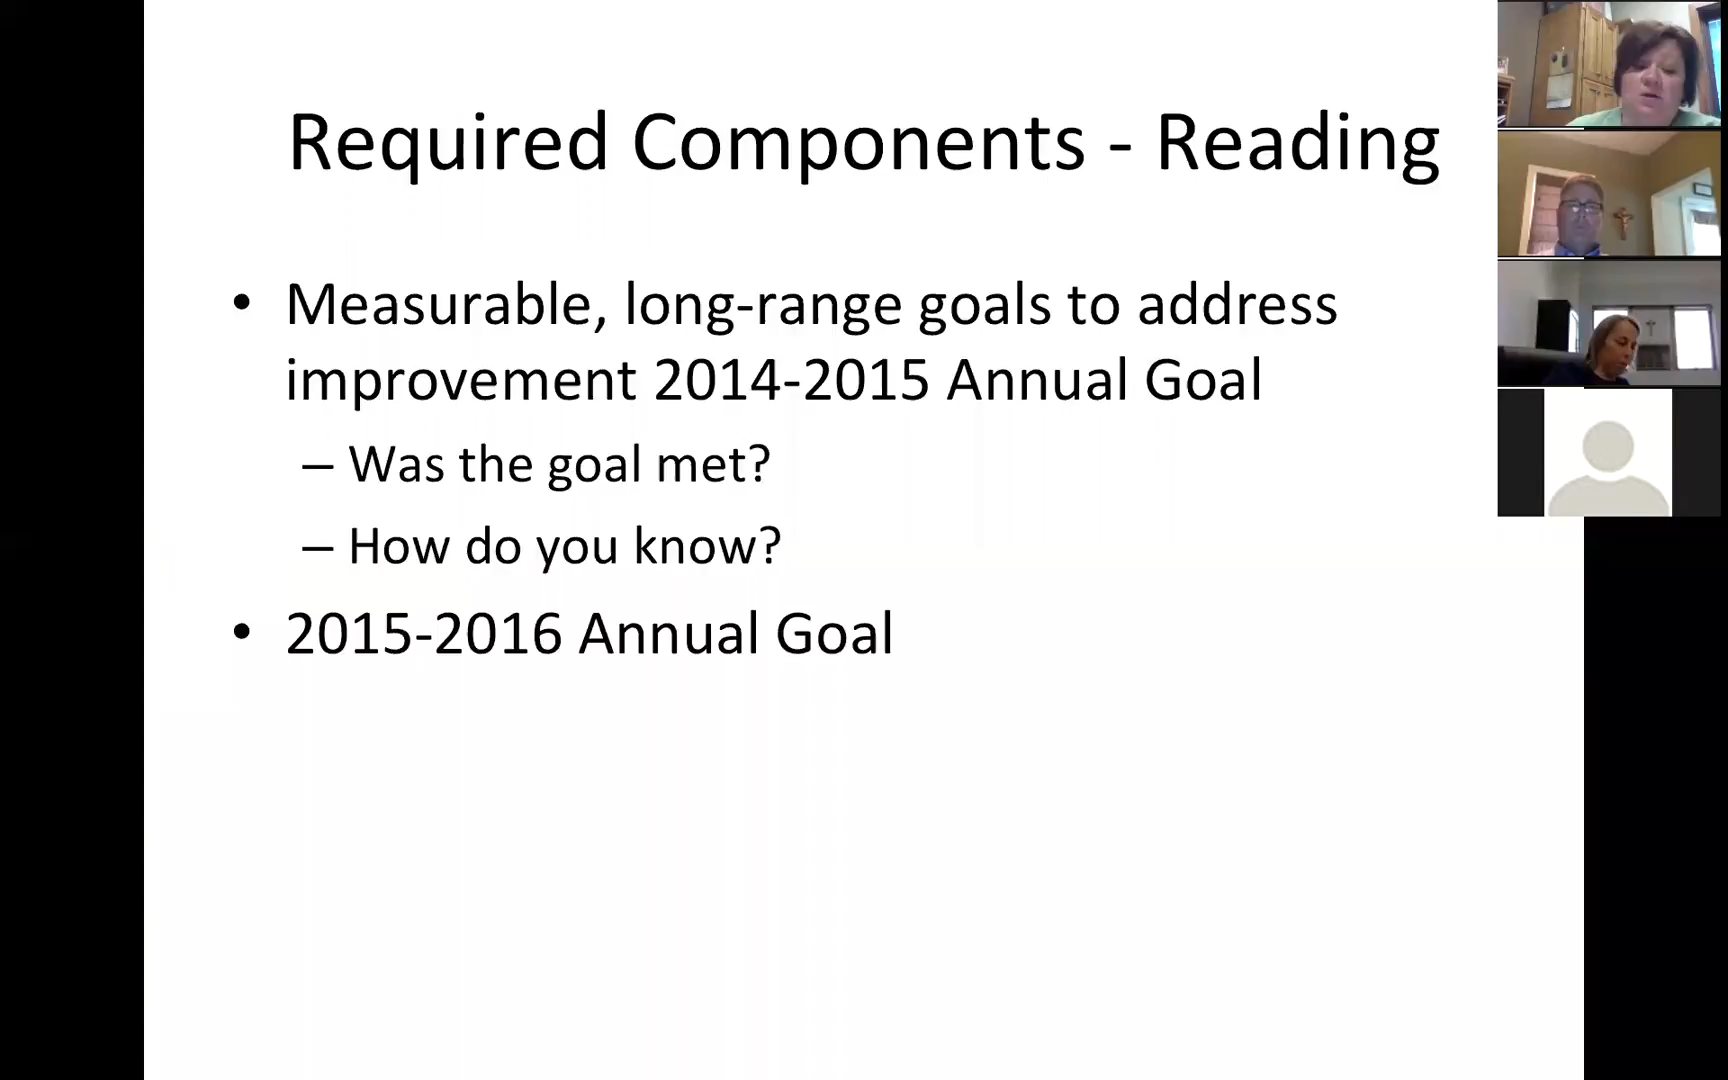 Required Components - Reading
• Measurable, long-range goals to address
improvement 2014-2015 Annual Goal
– Was the goal met?
– How do you know?
• 2015-2016 Annual Goal